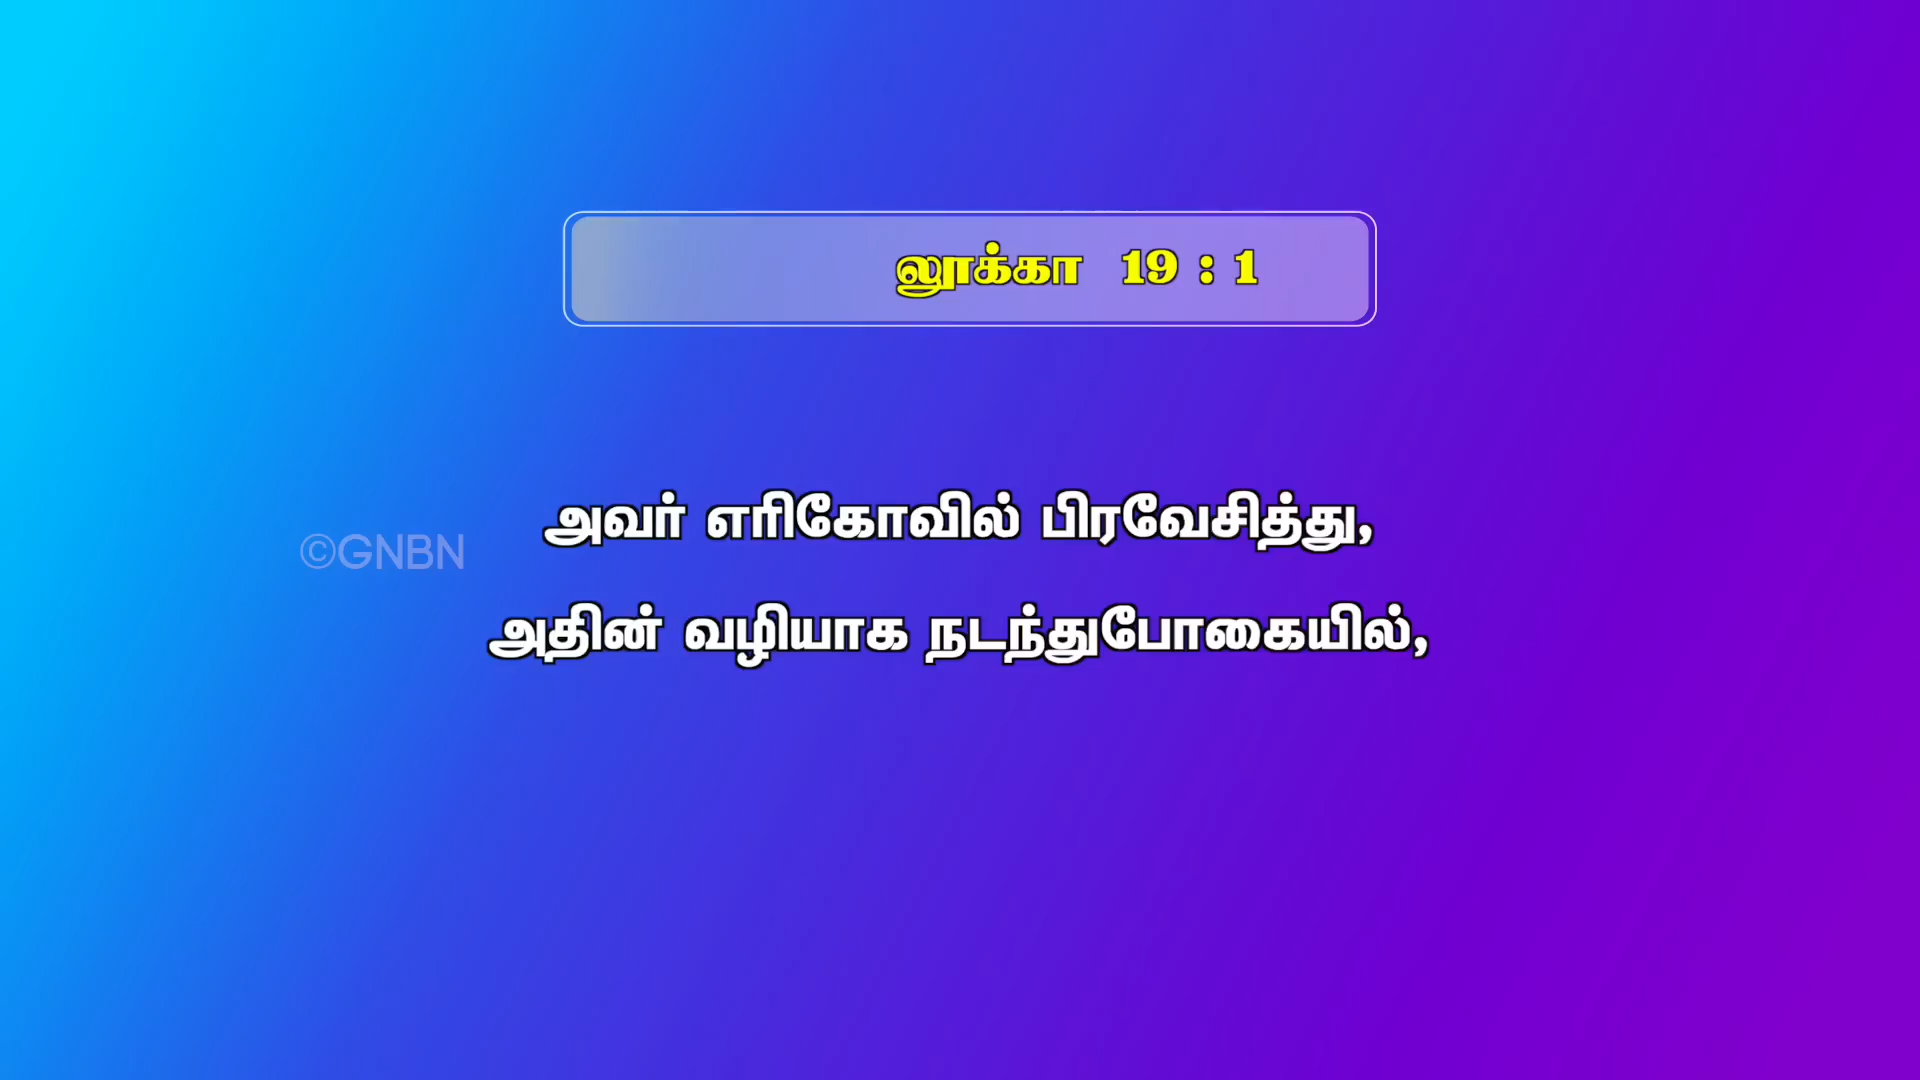 லூக்கா 19 : 1
அவர் எரிகோவில் பிரவேசித்து,
©GNBN
அதின் வழியாக நடந்துபோகையில்,